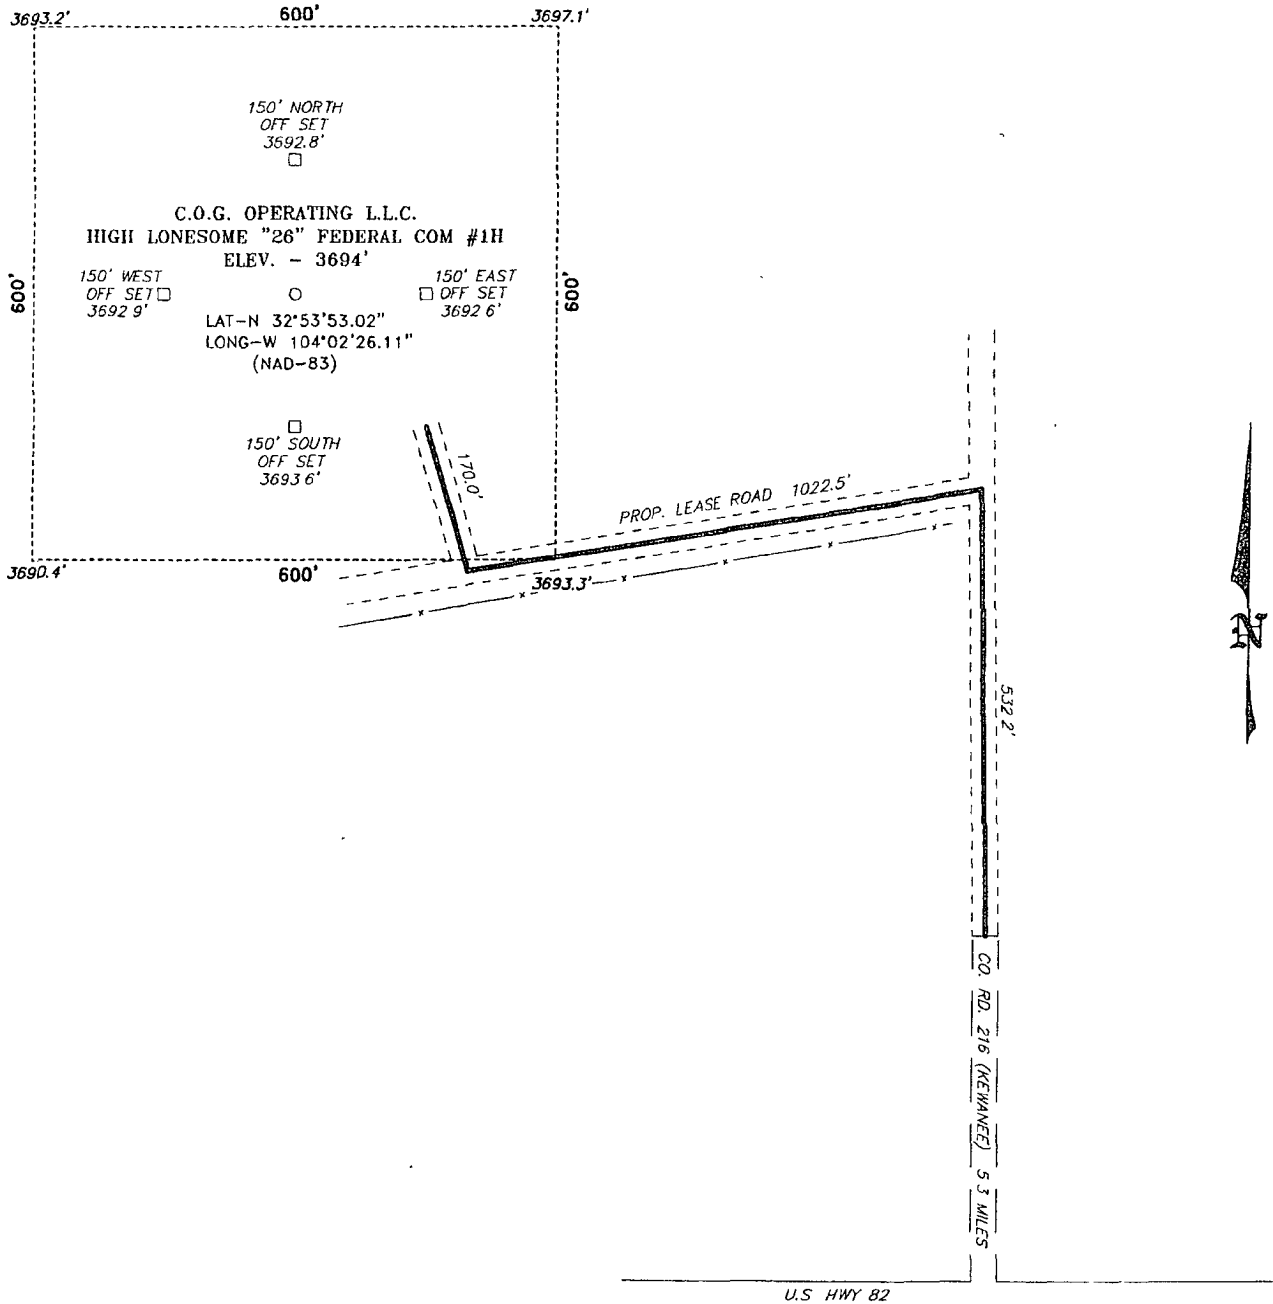 3693.2'
600'
3697.1'
150' NORTH
OFF SET
3692.8'
C.O.G. OPERATING L.L.C.
HIGH LONESOME "26" FEDERAL COM #1H
ELEV. - 3694'
150' WEST
OFF SET
3692 9'
150' EAST
OFF SET
3692 6'
600'
600'
LAT-N 32°53'53.02"
LONG-W 104°02'26.11"
(NAD-83)
150' SOUTH
OFF SET
3693 6'
170.0'
PROP. LEASE ROAD 1022.5'
3690.4'
600'
3693.3'
N
532 2'
CO. RD. 216 (KEWANEE) 5 3 MILES
U.S HWY 82